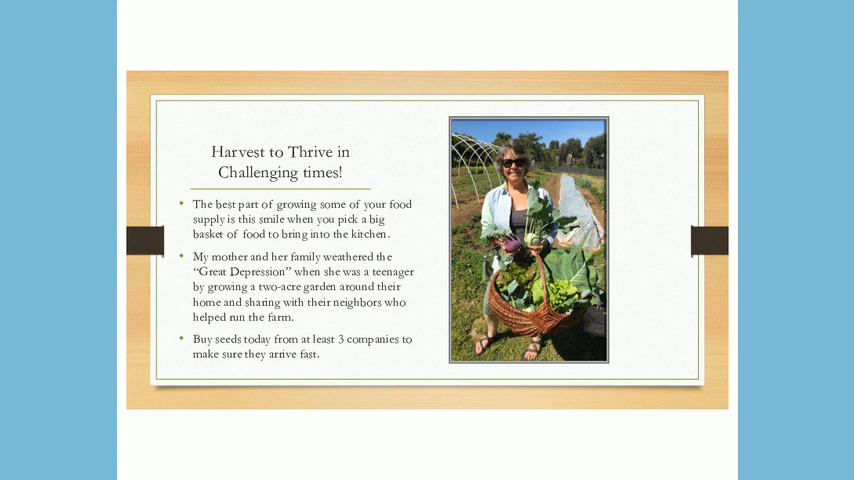 Harvest to Thrive in
Challenging times!
• The best part of growing some of your food
supply is this smile when you pick a big
basket of food to bring into the kitchen.
• My mother and her family weathered the
“Great Depression” when she was a teenager
by growing a two-acre garden around their
home and sharing with their neighbors who
helped run the farm.
• Buy seeds today from at least 3 companies to
make sure they arrive fast.